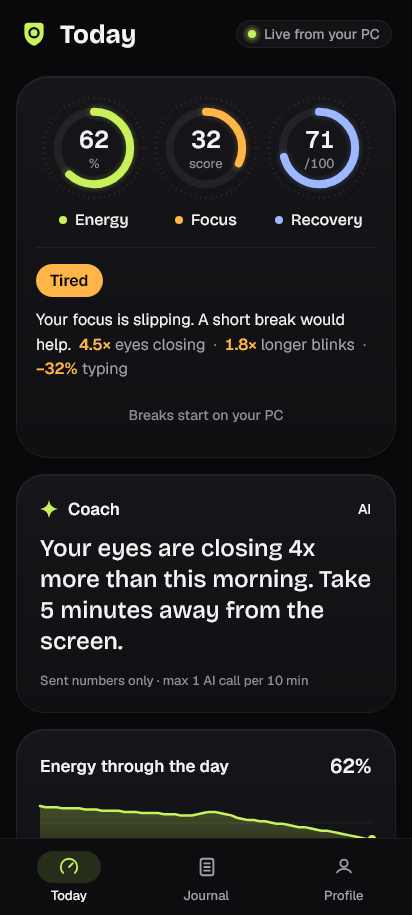 Today
Live from your PC
62
%
32
score
71
/100
Energy
Focus
Recovery
Tired
Your focus is slipping. A short break would
help. 4.5× eyes closing · 1.8× longer blinks ·
−32% typing
Breaks start on your PC
Coach
AI
Your eyes are closing 4x
more than this morning. Take
5 minutes away from the
screen.
Sent numbers only · max 1 AI call per 10 min
Energy through the day
62%
Today
Journal
Profile